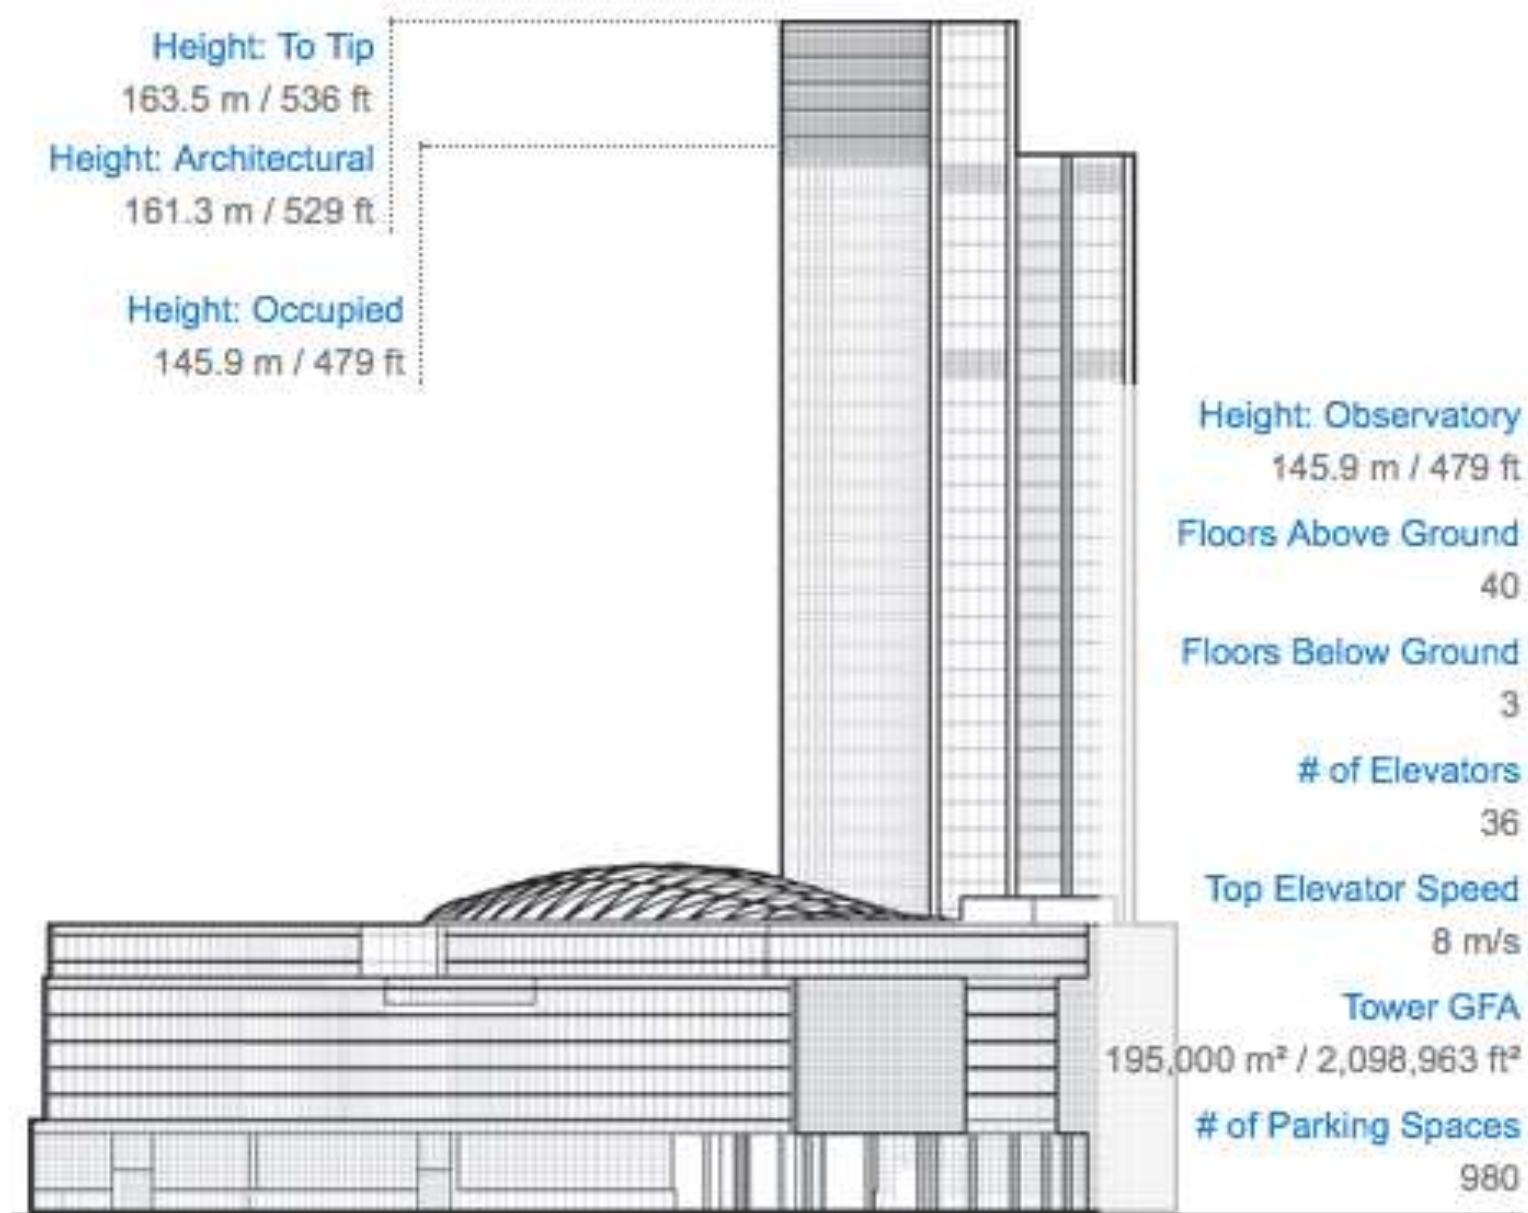 Height: To Tip
163.5 m / 536 ft
Height: Architectural
161.3 m / 529 ft
Height: Occupied
145.9 m / 479 ft
Height: Observatory
145.9 m / 479 ft
Floors Above Ground
40
Floors Below Ground
3
# of Elevators
36
Top Elevator Speed
8 m/s
Tower GFA
195,000 m² / 2,098,963 ft²
# of Parking Spaces
980